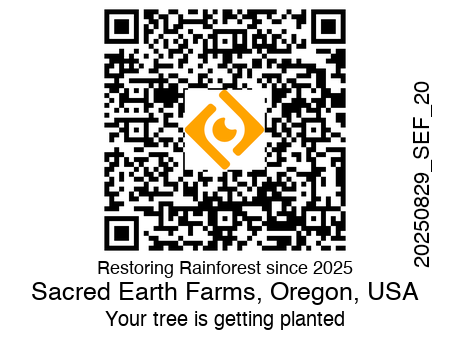 Restoring Rainforest since 2025
Sacred Earth Farms, Oregon, USA
Your tree is getting planted
20250829_SEF_20